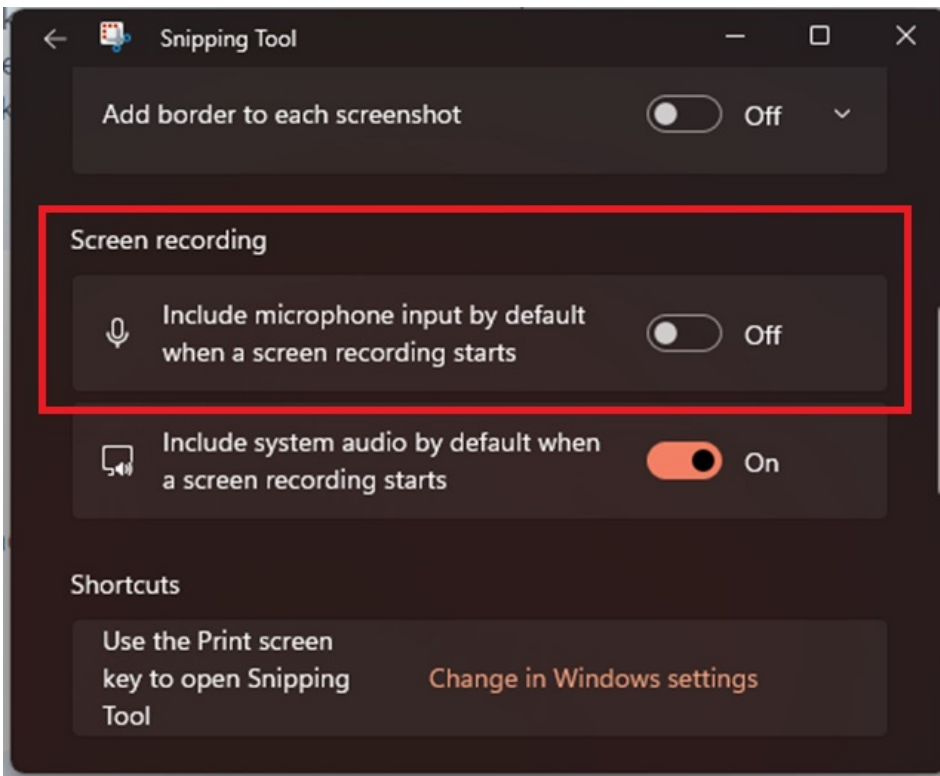 Snipping Tool
Add border to each screenshot
Off
Screen recording
Include microphone input by default
when a screen recording starts
Off
Include system audio by default when
a screen recording starts
On
Shortcuts
Use the Print screen
key to open Snipping
Tool
Change in Windows settings